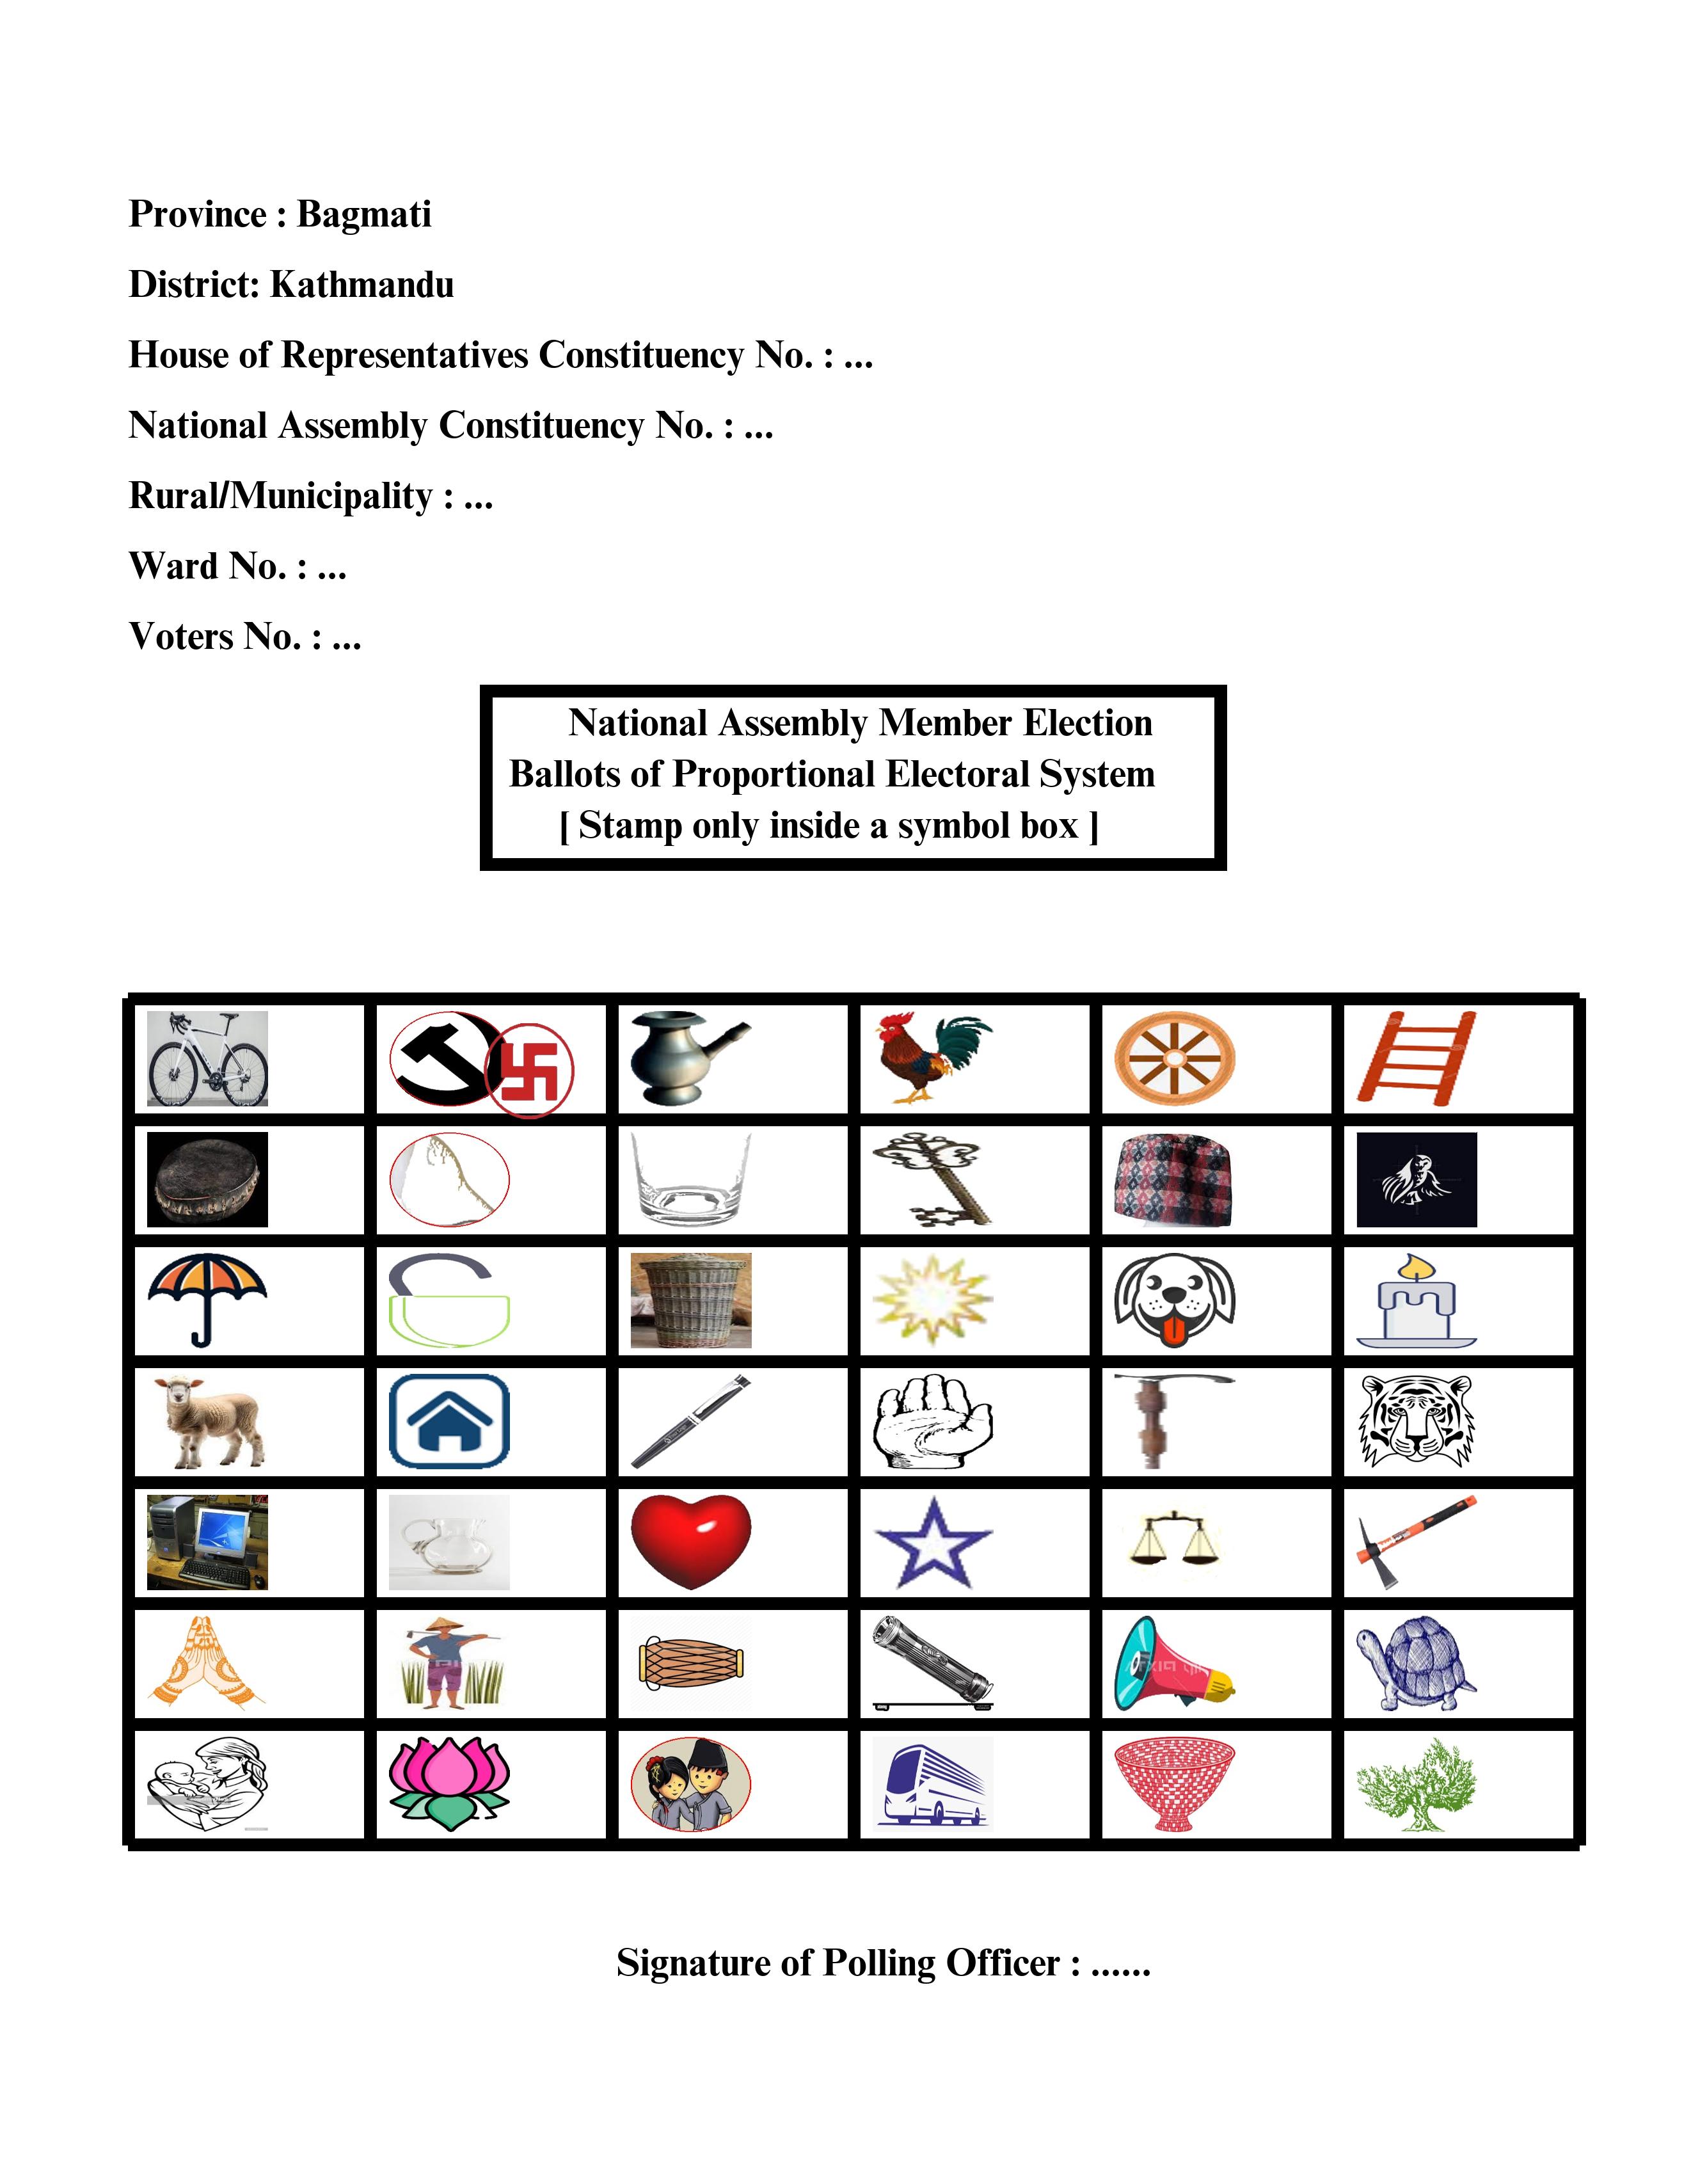 Province : Bagmati
District: Kathmandu
House of Representatives Constituency No. : ...
National Assembly Constituency No. : ...
Rural/Municipality : ...
Ward No. : ...
Voters No. : ...
National Assembly Member Election
Ballots of Proportional Electoral System
[ Stamp only inside a symbol box ]
Signature of Polling Officer : ......